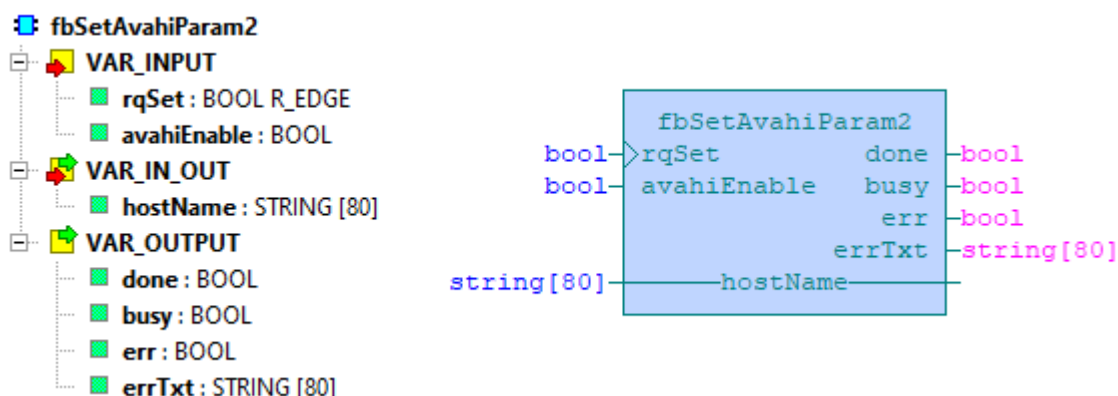 fbSetAvahiParam2
VAR_INPUT
rqSet : BOOL R_EDGE
avahiEnable : BOOL
VAR_IN_OUT
hostName : STRING [80]
VAR_OUTPUT
done : BOOL
busy : BOOL
err : BOOL
errTxt : STRING [80]
fbSetAvahiParam2
bool rqSet done bool
bool avahiEnable busy bool
err bool
errTxt string[80]
string[80] hostName